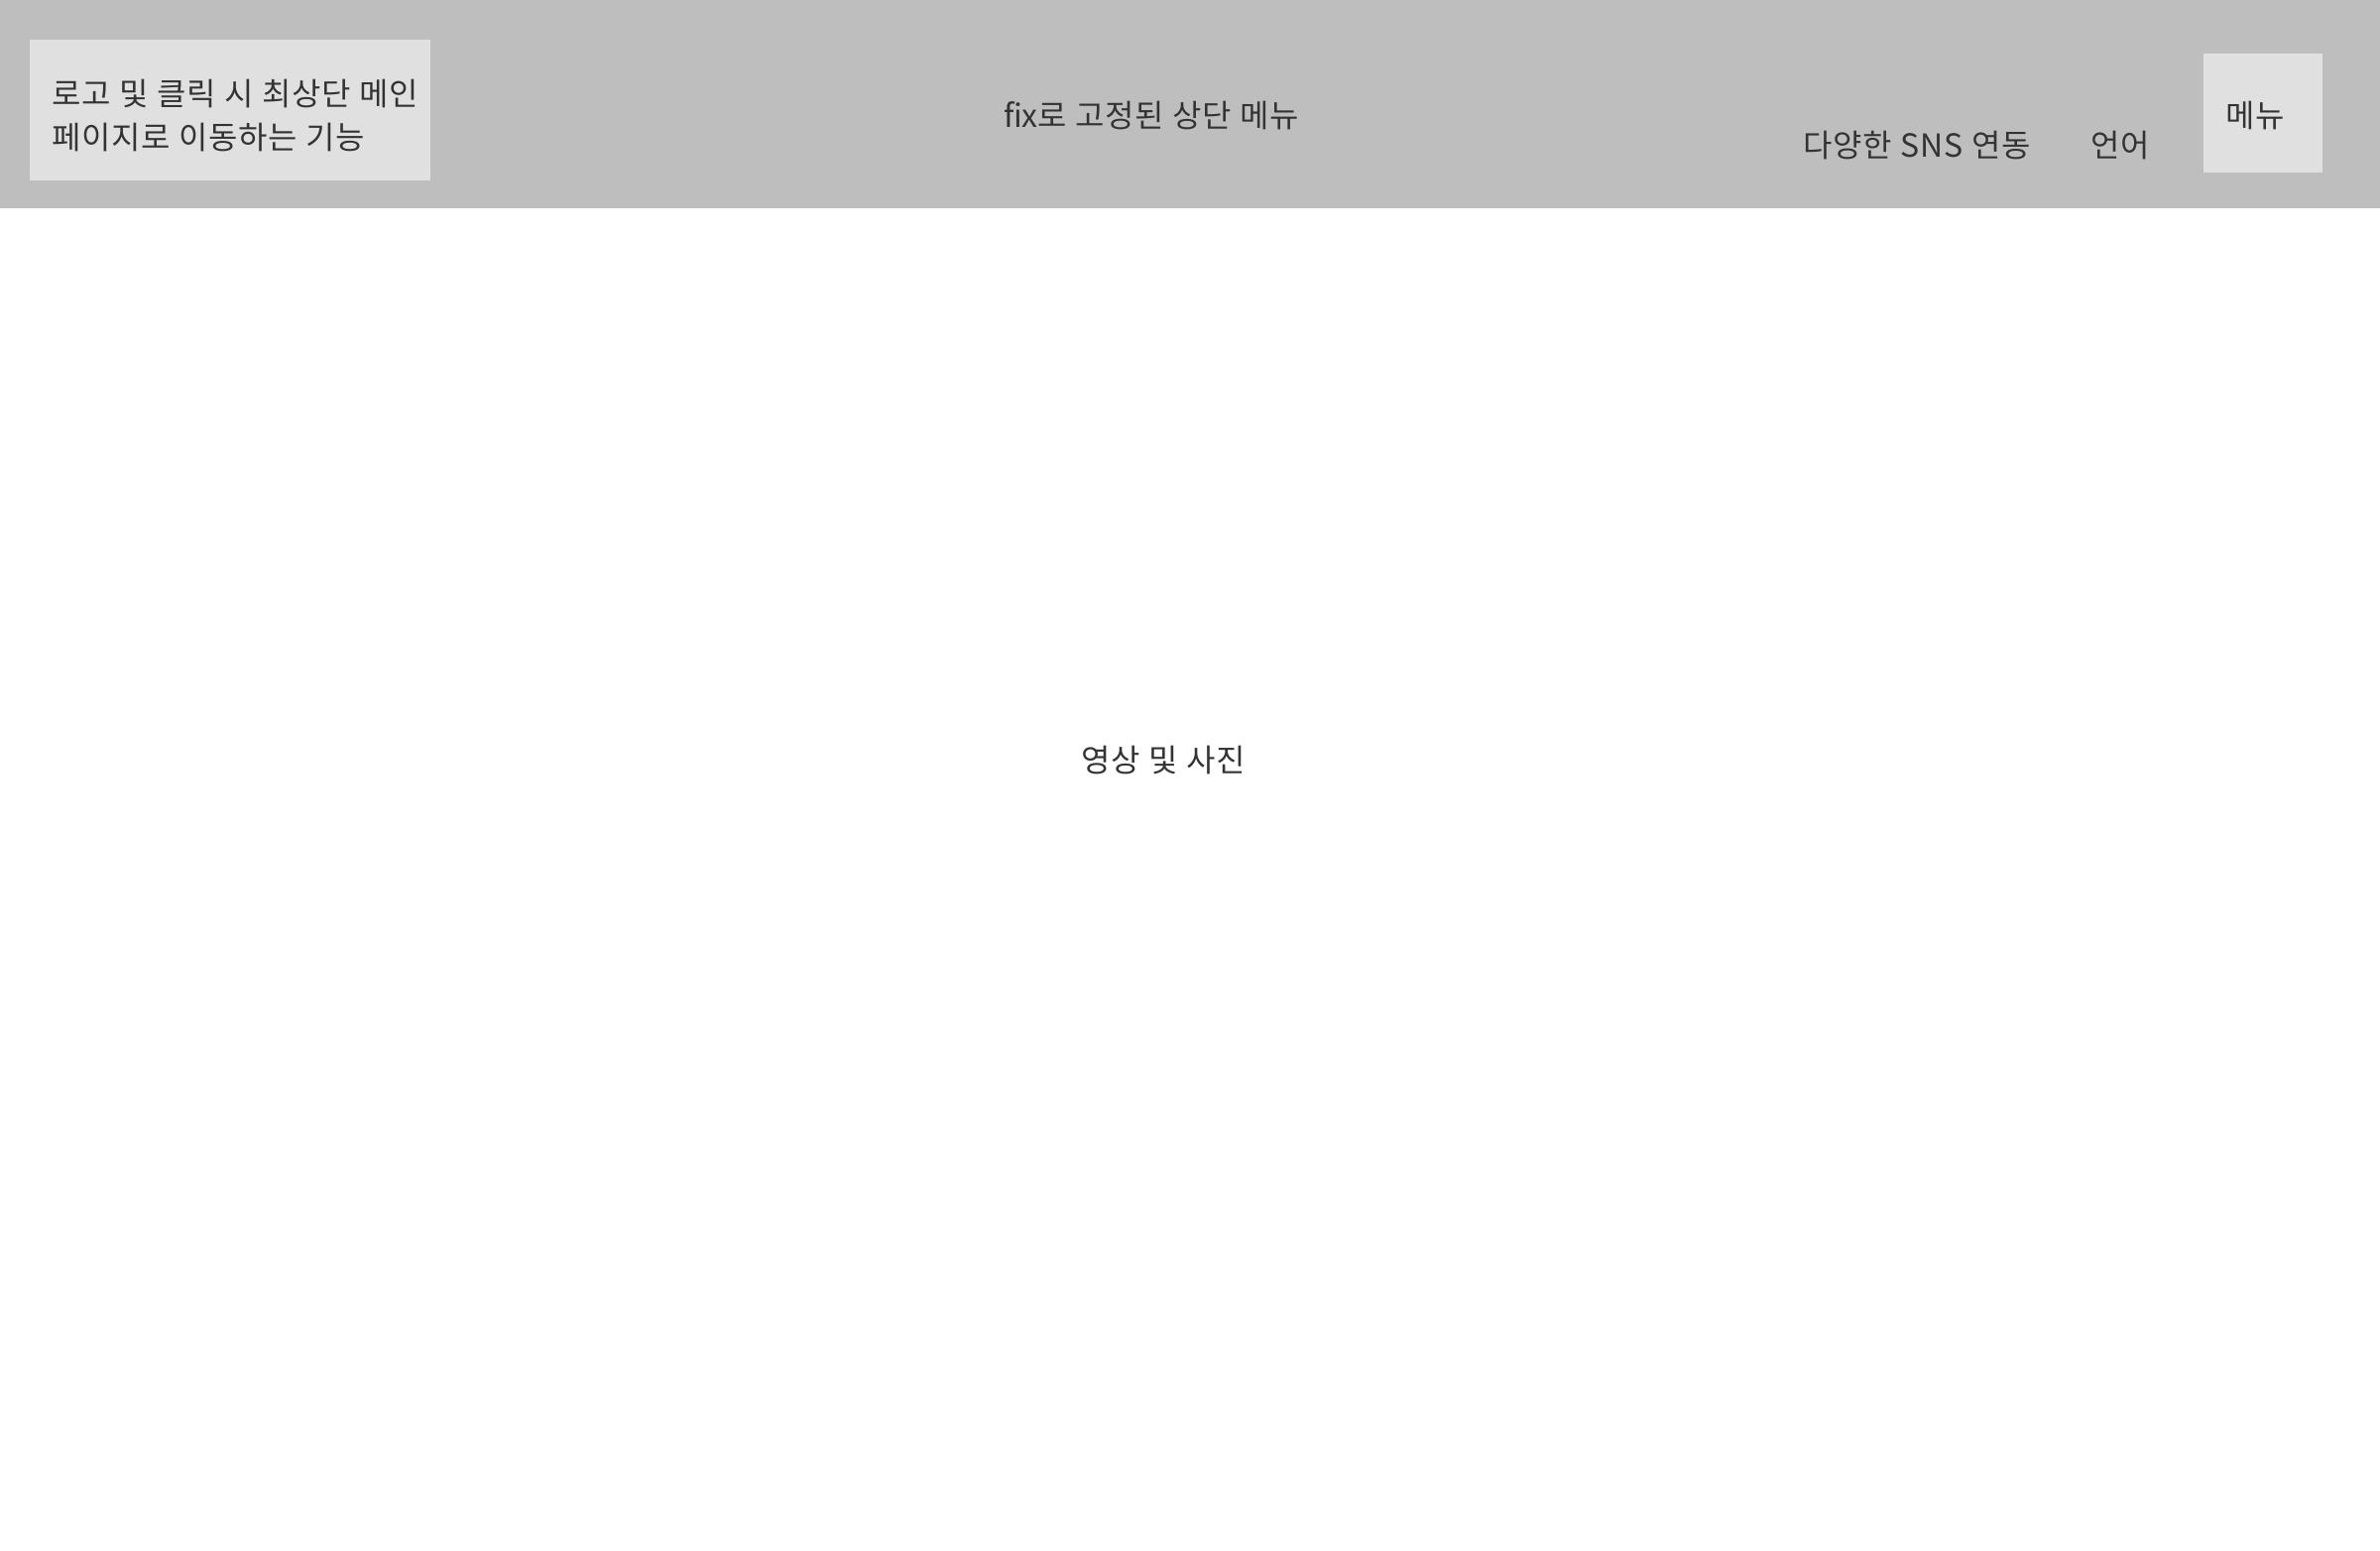 로고 및 클릭 시 최상단 메인
페이지로 이동하는 기능
fix로 고정된 상단 메뉴
다양한 SNS 연동
언어
메뉴
영상 및 사진